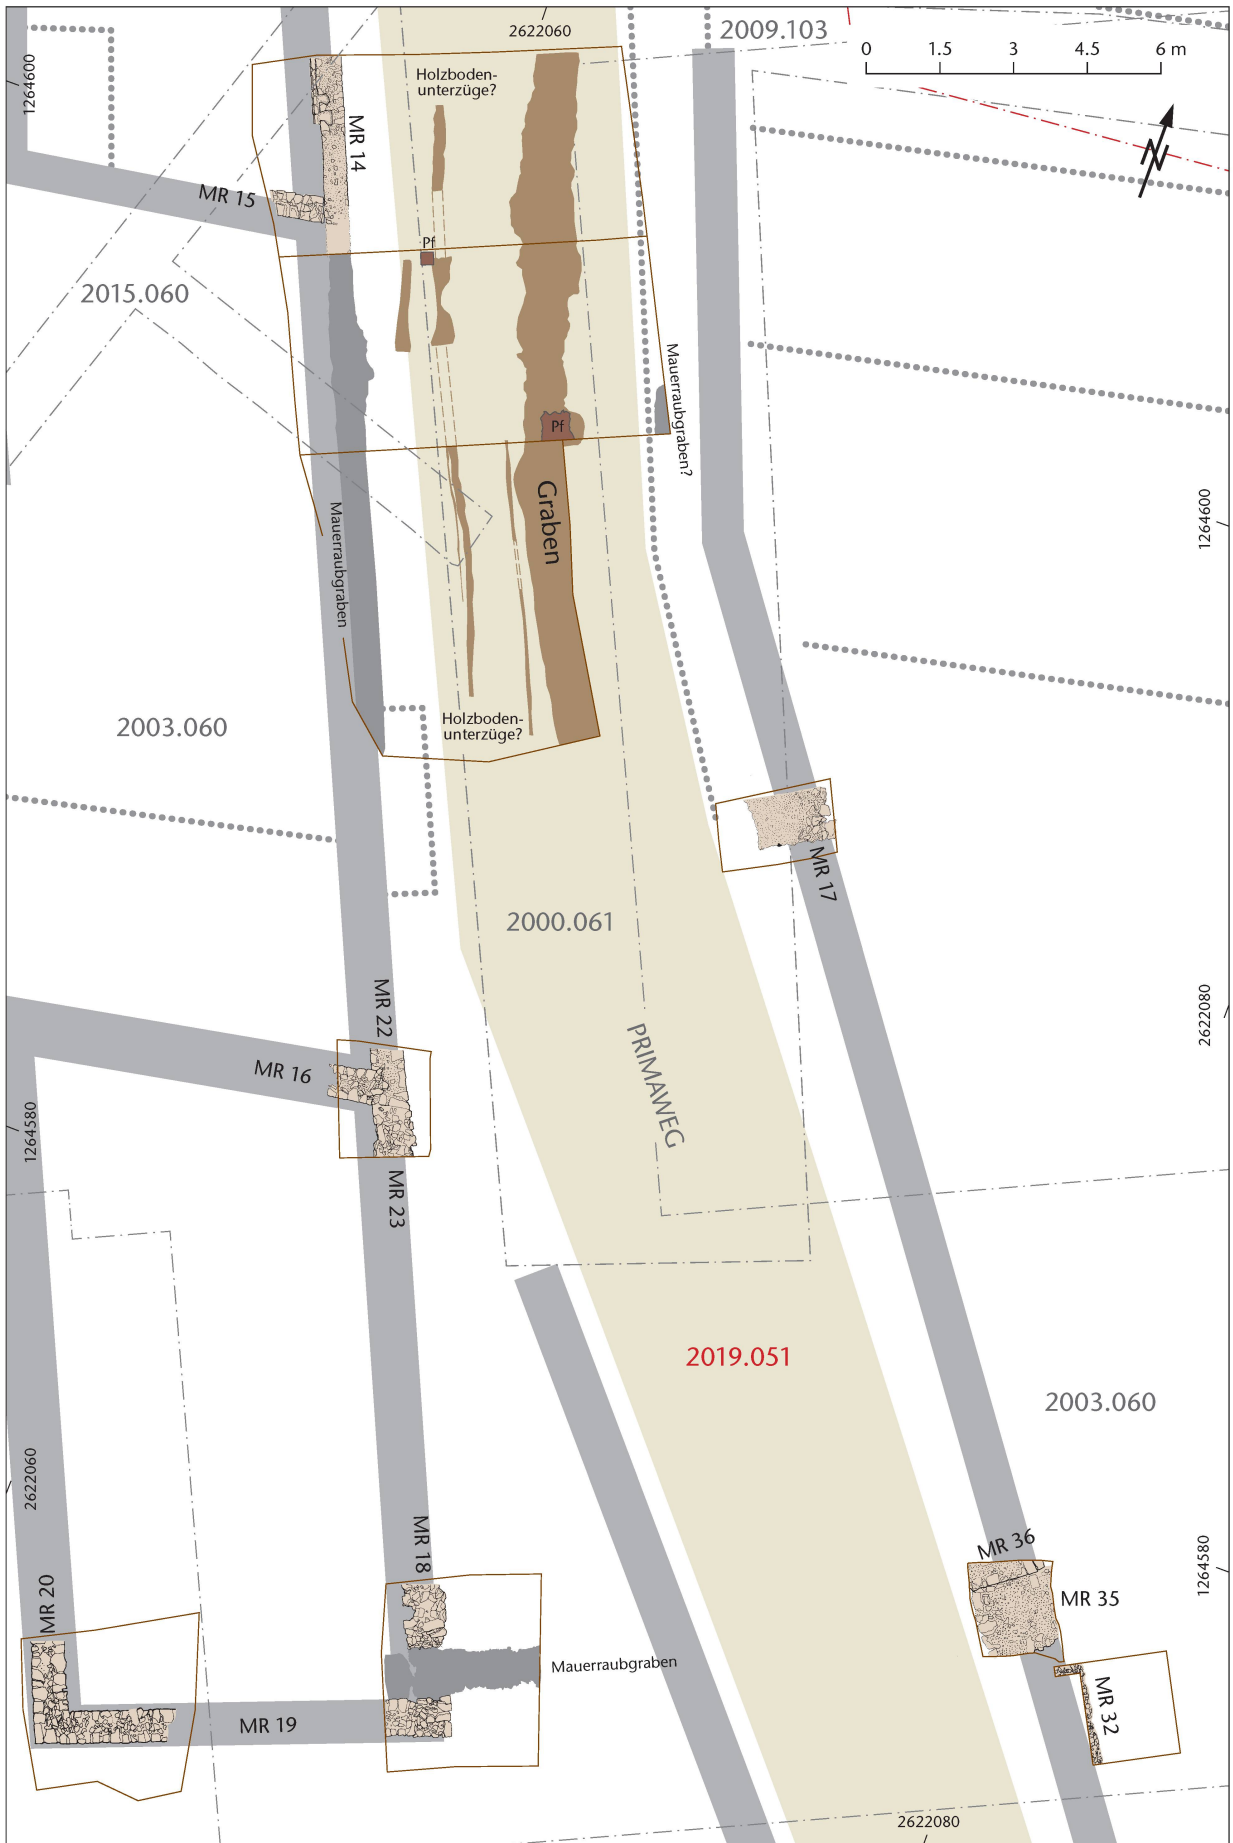 2622060
2009.103
0 1.5 3 4.5 6 m
1264600
Holzboden-
unterzüge?
MR 14
N
MR 15
Pf
2015.060
Mauerraubgraben?
Pf
Graben
1264600
Mauerraubgraben
2003.060
Holzboden-
unterzüge?
MR 17
2000.061
MR 22
2622080
PRIMAWEG
MR 16
1264580
MR 23
2019.051
2003.060
2622060
MR 18
MR 36
1264580
MR 20
MR 35
Mauerraubgraben
MR 32
MR 19
2622080